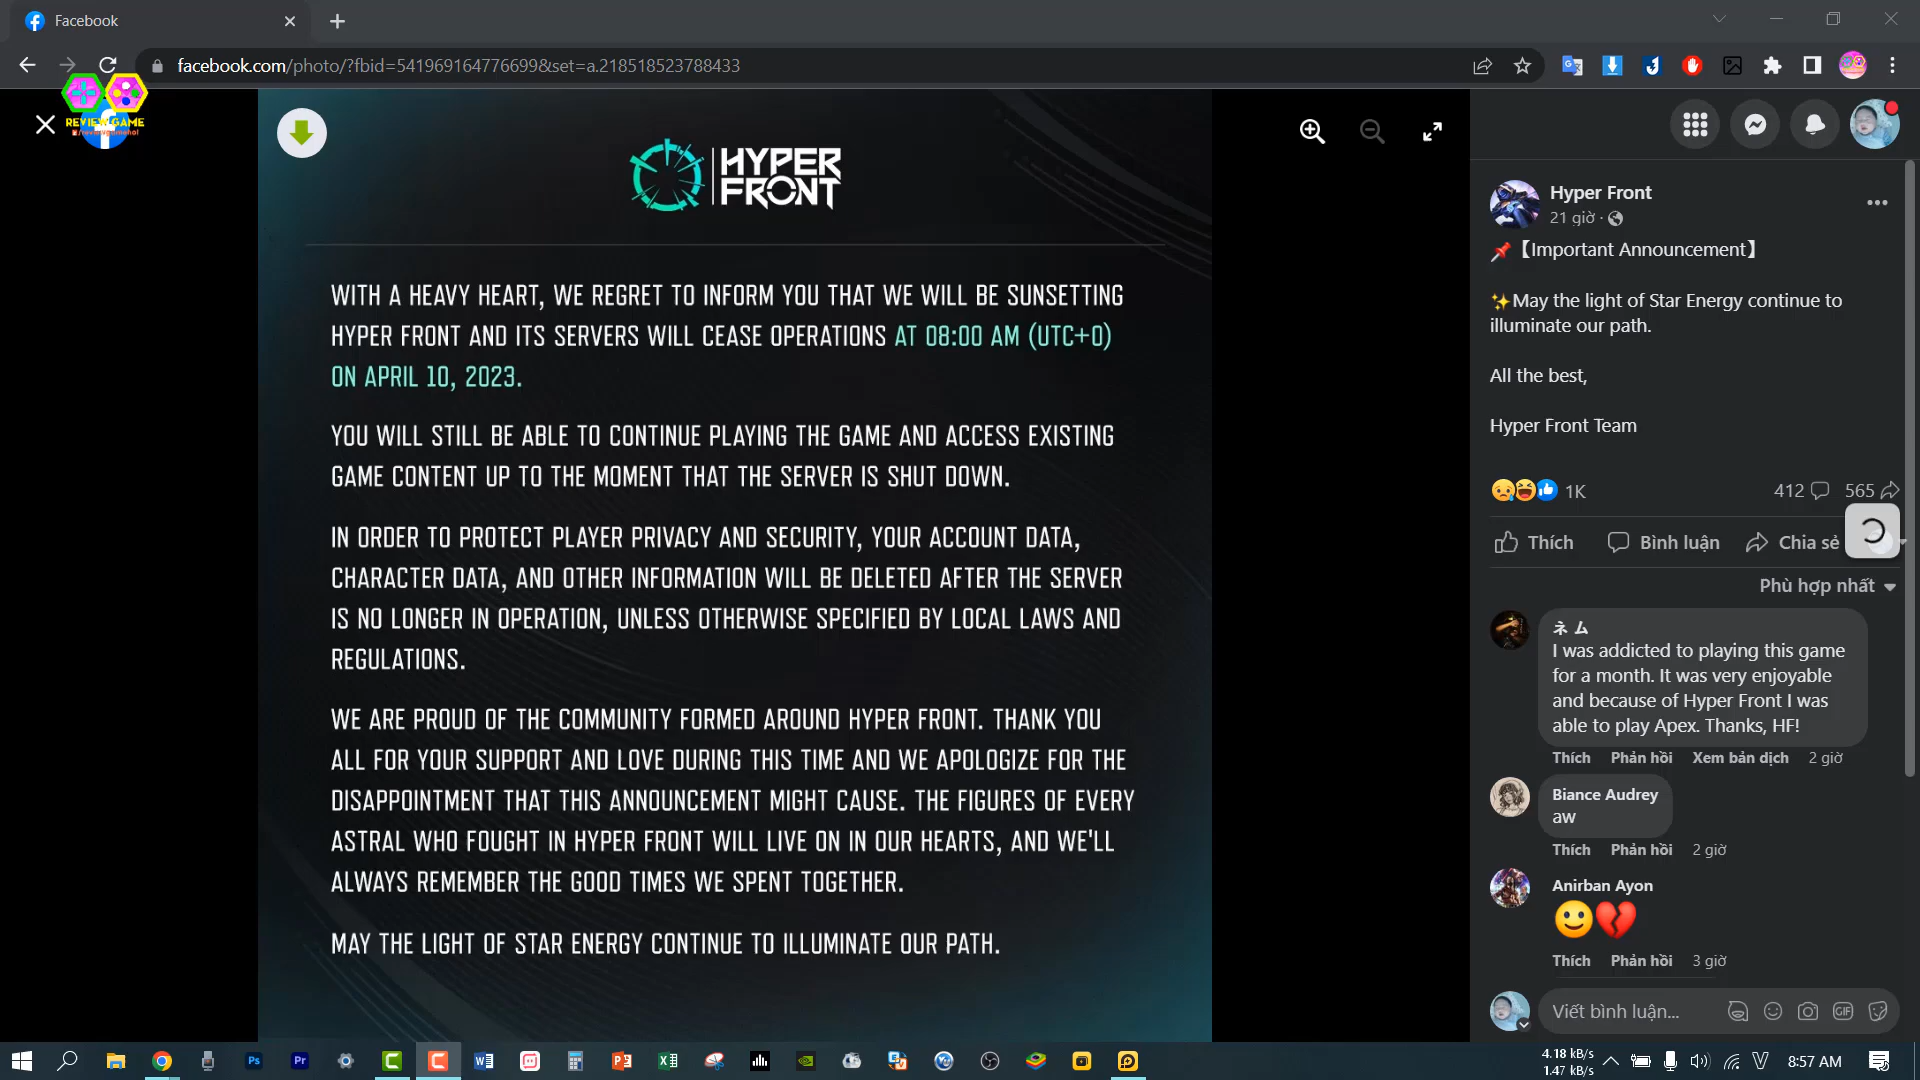 Facebook
facebook.com/photo/?fbid=541969164776699&set=a.218518523788433
REVIEW GAME
HYPER
FRONT
WITH A HEAVY HEART, WE REGRET TO INFORM YOU THAT WE WILL BE SUNSETTING
HYPER FRONT AND ITS SERVERS WILL CEASE OPERATIONS AT 08:00 AM (UTC+0)
ON APRIL 10, 2023.
YOU WILL STILL BE ABLE TO CONTINUE PLAYING THE GAME AND ACCESS EXISTING
GAME CONTENT UP TO THE MOMENT THAT THE SERVER IS SHUT DOWN.
IN ORDER TO PROTECT PLAYER PRIVACY AND SECURITY, YOUR ACCOUNT DATA,
CHARACTER DATA, AND OTHER INFORMATION WILL BE DELETED AFTER THE SERVER
IS NO LONGER IN OPERATION, UNLESS OTHERWISE SPECIFIED BY LOCAL LAWS AND
REGULATIONS.
WE ARE PROUD OF THE COMMUNITY FORMED AROUND HYPER FRONT. THANK YOU
ALL FOR YOUR SUPPORT AND LOVE DURING THIS TIME AND WE APOLOGIZE FOR THE
DISAPPOINTMENT THAT THIS ANNOUNCEMENT MIGHT CAUSE. THE FIGURES OF EVERY
ASTRAL WHO FOUGHT IN HYPER FRONT WILL LIVE ON IN OUR HEARTS, AND WE'LL
ALWAYS REMEMBER THE GOOD TIMES WE SPENT TOGETHER.
MAY THE LIGHT OF STAR ENERGY CONTINUE TO ILLUMINATE OUR PATH.
Hyper Front
21 giờ ·
📌【Important Announcement】
✨May the light of Star Energy continue to
illuminate our path.
All the best,
Hyper Front Team
1K
412 565
Thích Bình luận Chia sẻ
Phù hợp nhất
ネム
I was addicted to playing this game
for a month. It was very enjoyable
and because of Hyper Front I was
able to play Apex. Thanks, HF!
Thích Phản hồi Xem bản dịch 2 giờ
Biance Audrey
aw
Thích Phản hồi 2 giờ
Anirban Ayon
🙂💔
Thích Phản hồi 3 giờ
Viết bình luận... GIF
4.18 kB/s
1.47 kB/s
8:57 AM